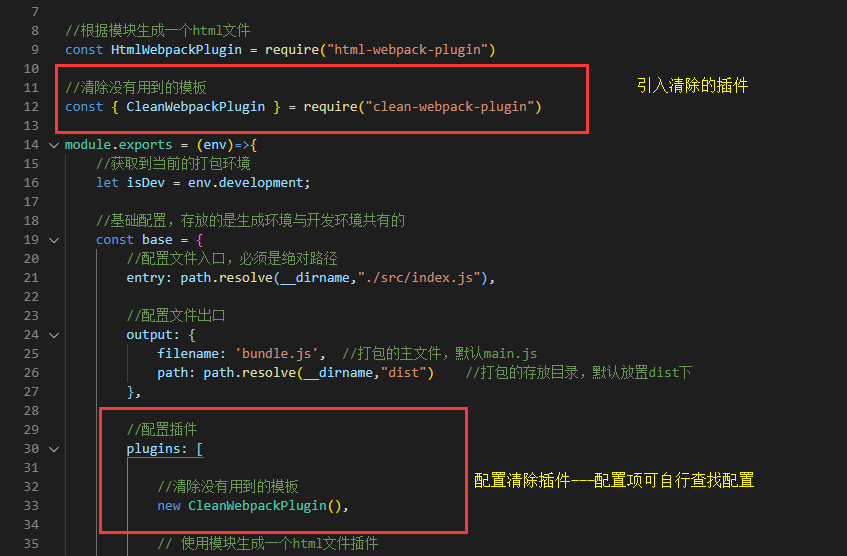 7
8 //根据模块生成一个html文件
9 const HtmlWebpackPlugin = require("html-webpack-plugin")
10
11 //清除没有用到的模板
引入清除的插件
12 const { CleanWebpackPlugin } = require("clean-webpack-plugin")
13
14 module.exports = (env)=>{
15 //获取到当前的打包环境
16 let isDev = env.development;
17
18 //基础配置，存放的是生成环境与开发环境共有的
19 const base = {
20 //配置文件入口，必须是绝对路径
21 entry: path.resolve(__dirname,"./src/index.js"),
22
23 //配置文件出口
24 output: {
25 filename: 'bundle.js', //打包的主文件，默认main.js
26 path: path.resolve(__dirname,"dist") //打包的存放目录，默认放置dist下
27 },
28
29 //配置插件
30 plugins: [
31
32 //清除没有用到的模板
配置清除插件---配置项可自行查找配置
33 new CleanWebpackPlugin(),
34
35 // 使用模块生成一个html文件插件